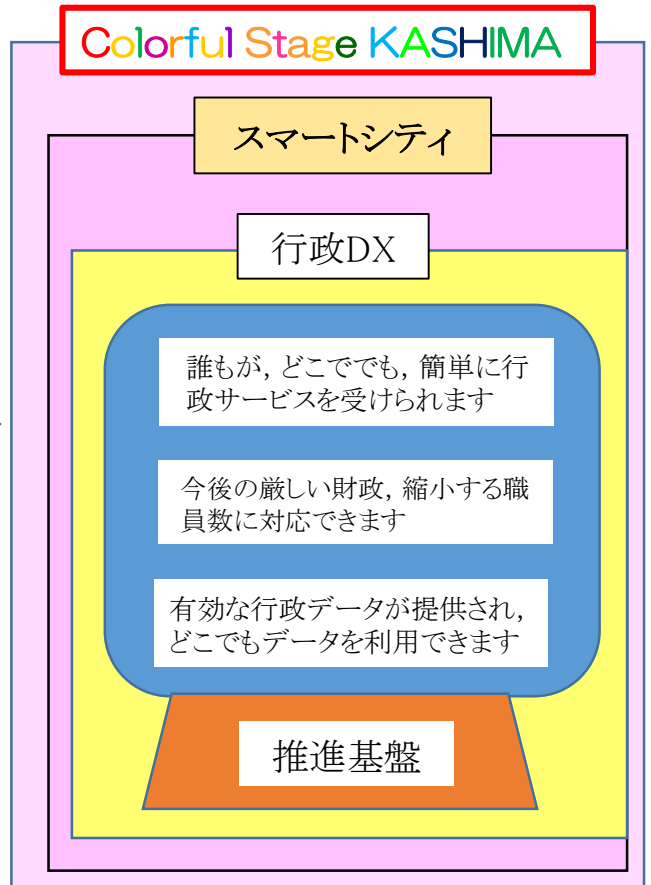 Colorful Stage KASHIMA
スマートシティ
行政DX
誰もが，どこででも，簡単に行
政サービスを受けられます
今後の厳しい財政，縮小する職
員数に対応できます
有効な行政データが提供され，
どこでもデータを利用できます
推進基盤